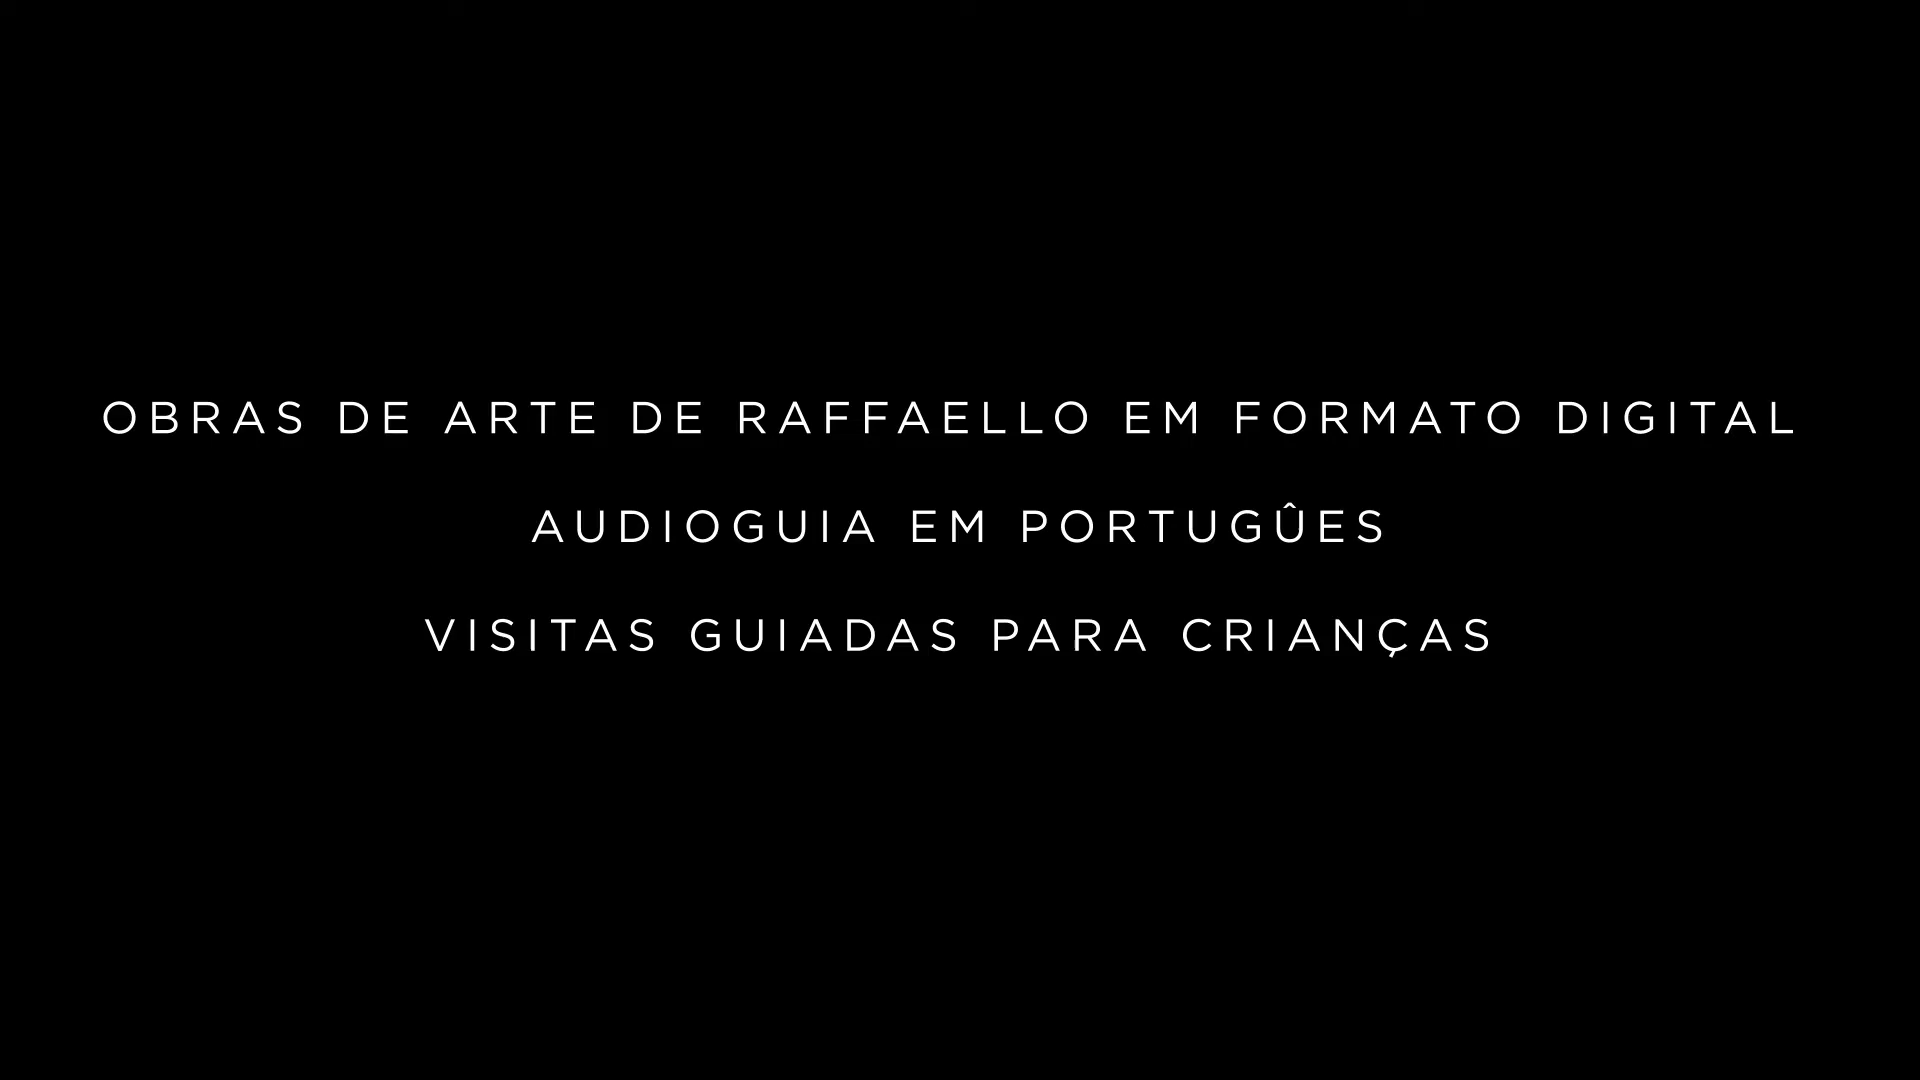 OBRAS DE ARTE DE RAFFAELLO EM FORMATO DIGITAL
AUDIOGUIA EM PORTUGÛES
VISITAS GUIADAS PARA CRIANÇAS